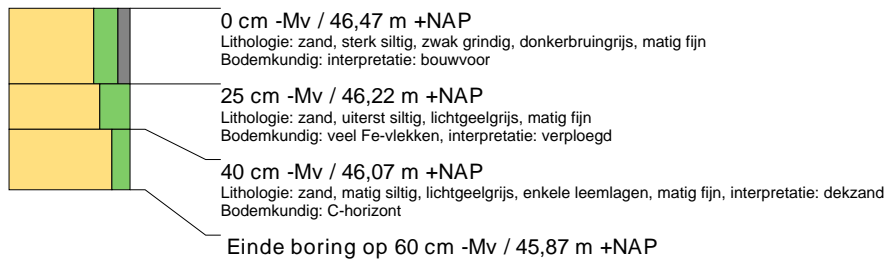 0 cm -Mv / 46,47 m +NAP
Lithologie: zand, sterk siltig, zwak grindig, donkerbruingrijs, matig fijn
Bodemkundig: interpretatie: bouwvoor
25 cm -Mv / 46,22 m +NAP
Lithologie: zand, uiterst siltig, lichtgeelgrijs, matig fijn
Bodemkundig: veel Fe-vlekken, interpretatie: verploegd
40 cm -Mv / 46,07 m +NAP
Lithologie: zand, matig siltig, lichtgeelgrijs, enkele leemlagen, matig fijn, interpretatie: dekzand
Bodemkundig: C-horizont
Einde boring op 60 cm -Mv / 45,87 m +NAP